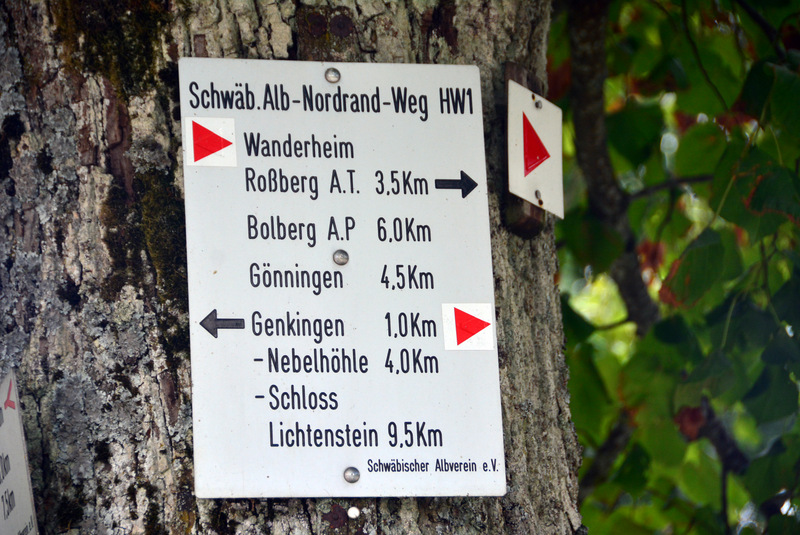 Schwäb.Alb-Nordrand-Weg HW1
Wanderheim
Roßberg A.T. 3,5Km
Bolberg A.P 6,0Km
Gönningen 4,5Km
Genkingen 1,0Km
-Nebelhöhle 4,0Km
-Schloss
Lichtenstein 9,5Km
Schwäbischer Albverein e.V.